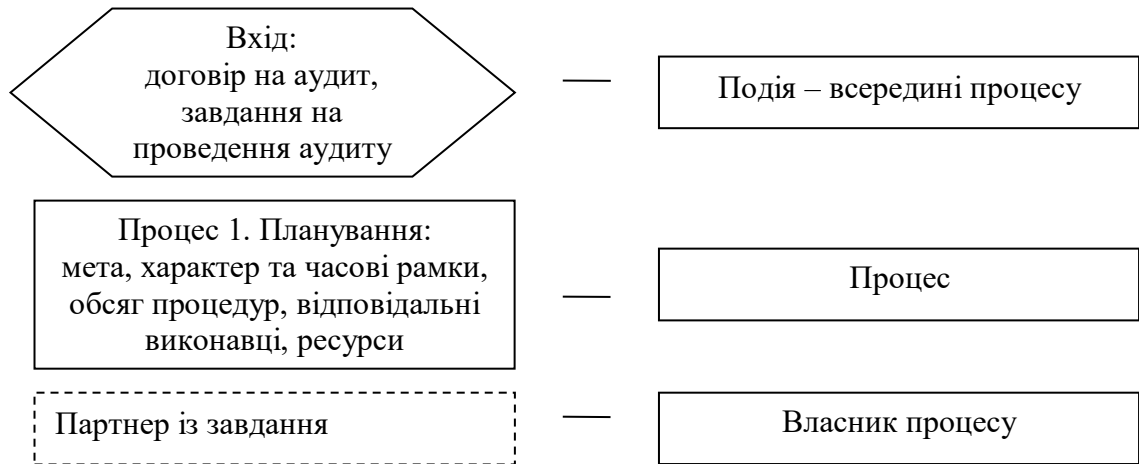 Вхід:
договір на аудит,
завдання на
проведення аудиту
Подія – всередині процесу
Процес 1. Планування:
мета, характер та часові рамки,
обсяг процедур, відповідальні
виконавці, ресурси
Процес
Партнер із завдання
Власник процесу